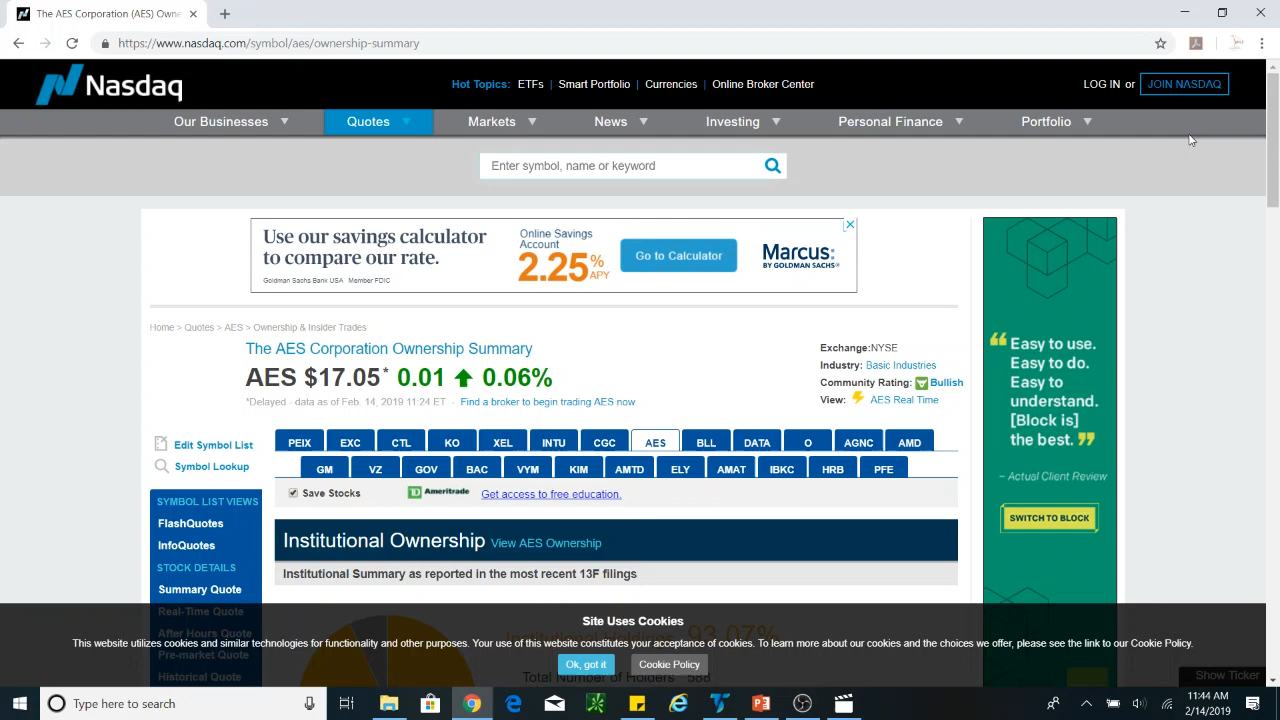 The AES Corporation (AES) Owne
https://www.nasdaq.com/symbol/aes/ownership-summary
Nasdaq
Hot Topics: ETFs | Smart Portfolio | Currencies | Online Broker Center
LOG IN or JOIN NASDAQ
Our Businesses Quotes Markets News Investing Personal Finance Portfolio
Enter symbol, name or keyword
Use our savings calculator
to compare our rate.
Goldman Sachs Bank USA Member FDIC
Online Savings
Account
2.25% APY
Go to Calculator
Marcus:
BY GOLDMAN SACHS®
Home > Quotes > AES > Ownership & Insider Trades
The AES Corporation Ownership Summary
AES $17.05* 0.01 0.06%
*Delayed - data as of Feb. 14, 2019 11:24 ET - Find a broker to begin trading AES now
Exchange:NYSE
Industry: Basic Industries
Community Rating: Bullish
View: AES Real Time
Edit Symbol List
Symbol Lookup
PEIX EXC CTL KO XEL INTU CGC AES BLL DATA O AGNC AMD
GM VZ GOV BAC VYM KIM AMTD ELY AMAT IBKC HRB PFE
Save Stocks
TD Ameritrade
Get access to free education.
SYMBOL LIST VIEWS
FlashQuotes
InfoQuotes
STOCK DETAILS
Summary Quote
Real-Time Quote
After Hours Quote
Pre-market Quote
Historical Quote
Institutional Ownership View AES Ownership
Institutional Summary as reported in the most recent 13F filings
Institutional Holdings 93.07%
Total Number of Holders 588
"Easy to use.
Easy to do.
Easy to
understand.
[Block is]
the best."
– Actual Client Review
SWITCH TO BLOCK
Site Uses Cookies
This website utilizes cookies and similar technologies for functionality and other purposes. Your use of this website constitutes your acceptance of cookies. To learn more about our cookies and the choices we offer, please see the link to our Cookie Policy.
Ok, got it
Cookie Policy
Show Ticker
Type here to search
11:44 AM
2/14/2019